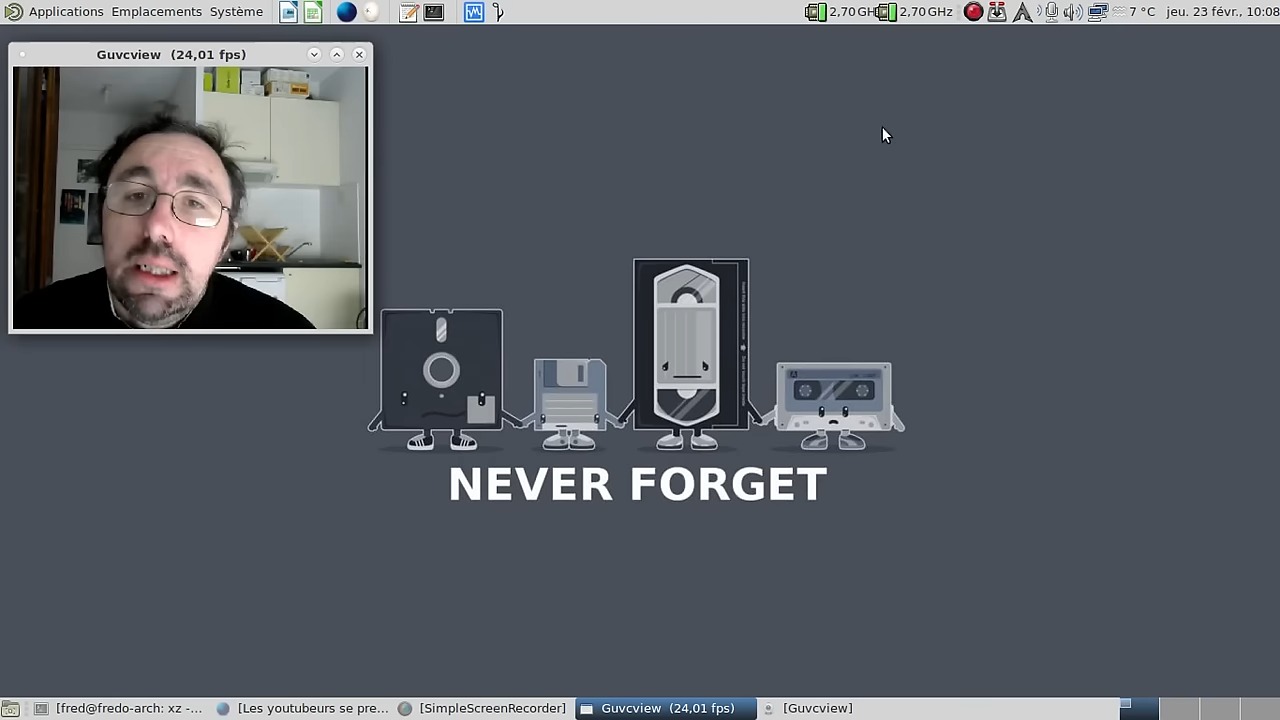 Applications Emplacements Système 2,70 GH 2,70 GHz 7 °C jeu. 23 févr., 10:08
Guvcview (24,01 fps)
NEVER FORGET
[fred@fredo-arch: xz -... [Les youtubeurs se pre... [SimpleScreenRecorder] Guvcview (24,01 fps) [Guvcview]